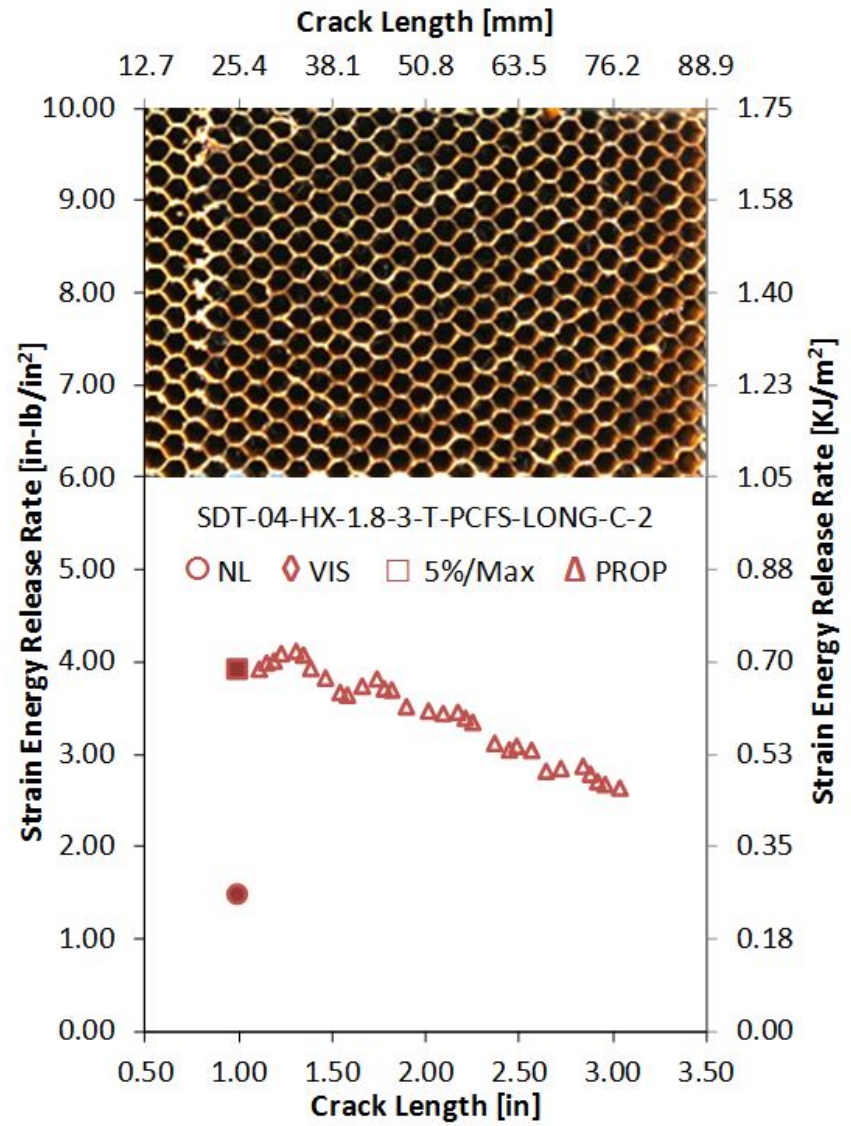 Crack Length [mm]
12.7 25.4 38.1 50.8 63.5 76.2 88.9
10.00 1.75
9.00 1.58
8.00 1.40
7.00 1.23
6.00 1.05
SDT-04-HX-1.8-3-T-PCFS-LONG-C-2
NL VIS 5%/Max PROP
5.00 0.88
4.00 0.70
3.00 0.53
2.00 0.35
1.00 0.18
0.00 0.00
Strain Energy Release Rate [in-lb/in²]
Strain Energy Release Rate [KJ/m²]
0.50 1.00 1.50 2.00 2.50 3.00 3.50
Crack Length [in]